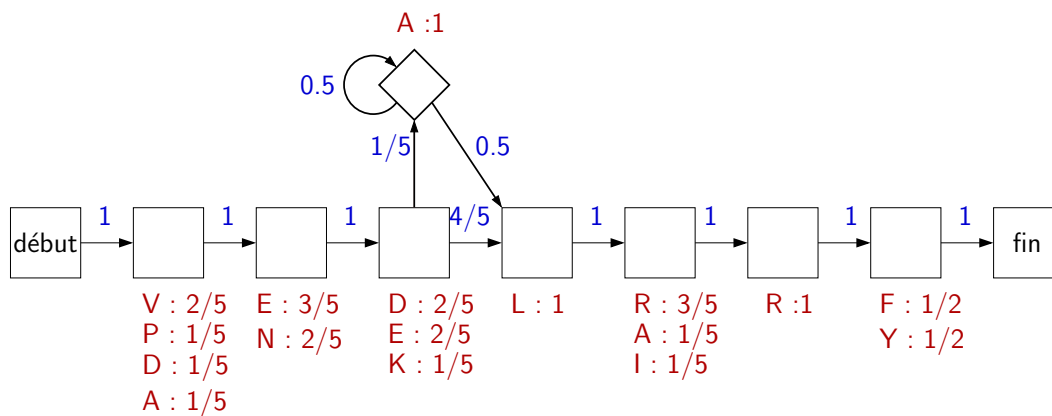 A :1
0.5
1/5
0.5
1
1
1
4/5
1
1
1
1
début
fin
V : 2/5
E : 3/5
D : 2/5
L : 1
R : 3/5
R :1
F : 1/2
P : 1/5
N : 2/5
E : 2/5
A : 1/5
Y : 1/2
D : 1/5
K : 1/5
I : 1/5
A : 1/5